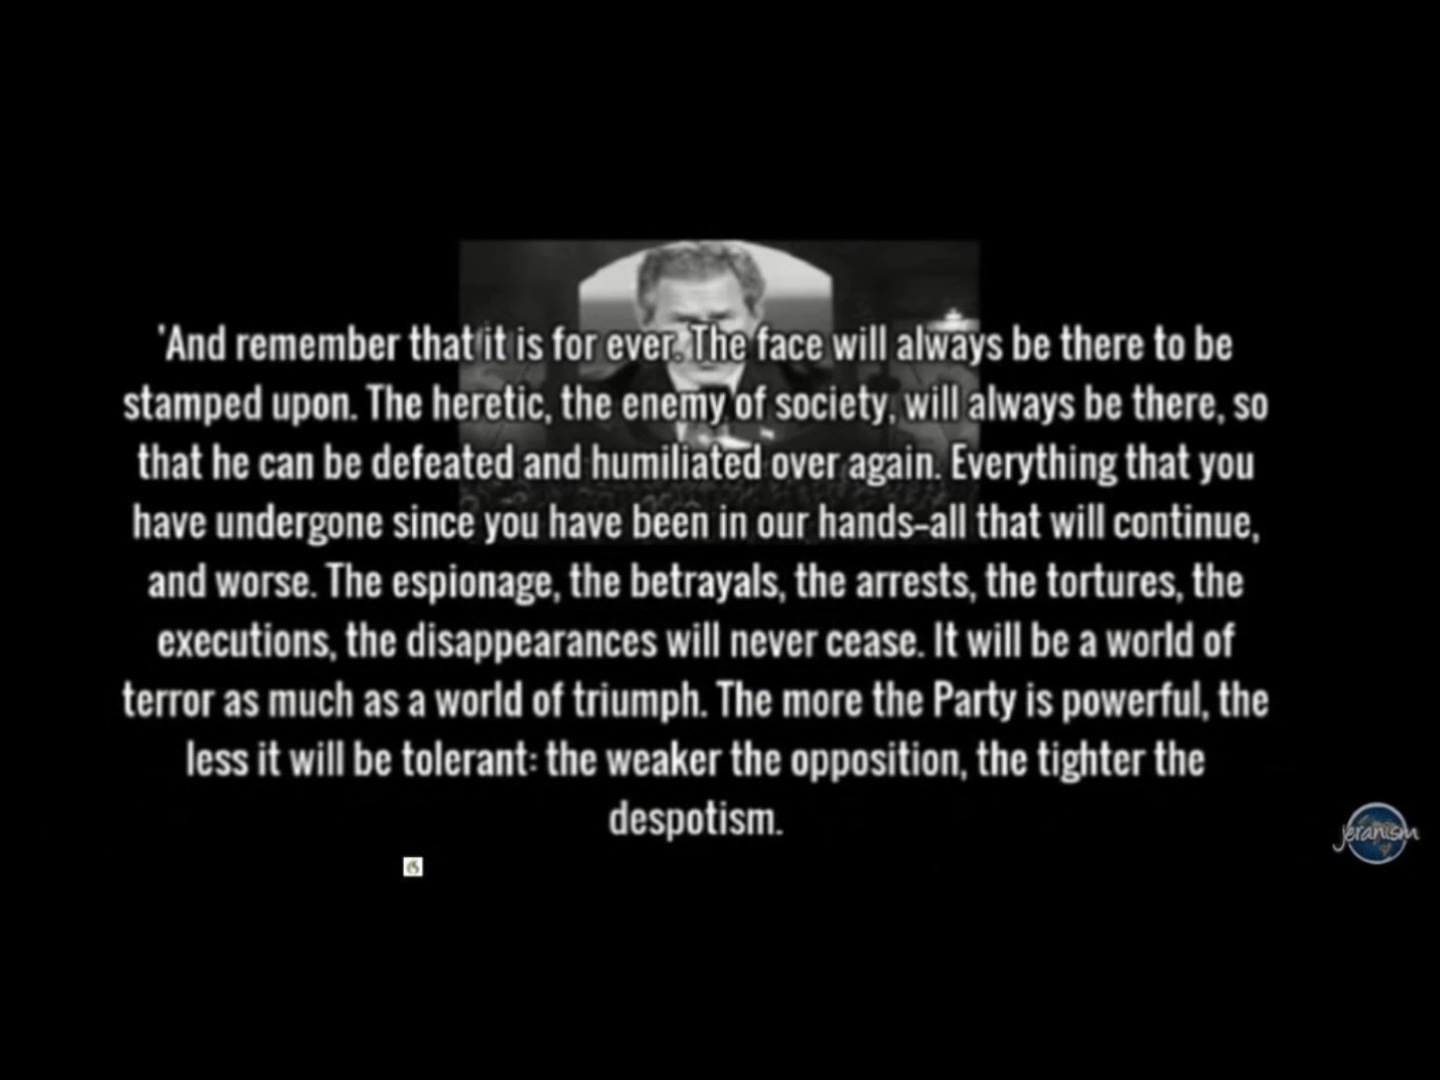 'And remember that it is for ever. The face will always be there to be
stamped upon. The heretic, the enemy of society, will always be there, so
that he can be defeated and humiliated over again. Everything that you
have undergone since you have been in our hands–all that will continue,
and worse. The espionage, the betrayals, the arrests, the tortures, the
executions, the disappearances will never cease. It will be a world of
terror as much as a world of triumph. The more the Party is powerful, the
less it will be tolerant: the weaker the opposition, the tighter the
despotism.
jeranism